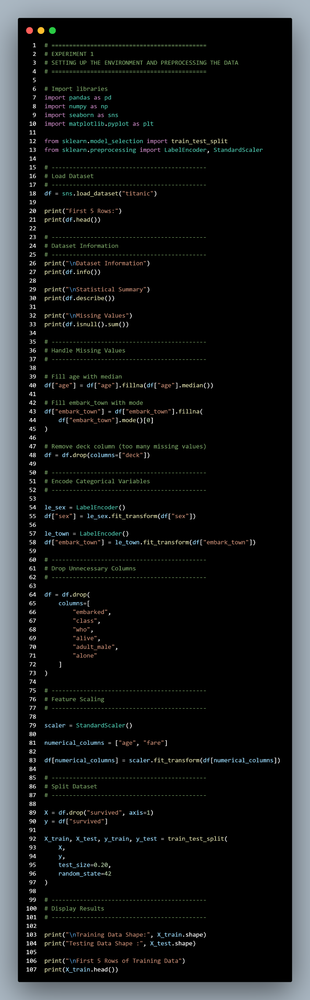 1 # ============================================
2 # EXPERIMENT 1
3 # SETTING UP THE ENVIRONMENT AND PREPROCESSING THE DATA
4 # ============================================
5
6 # Import libraries
7 import pandas as pd
8 import numpy as np
9 import seaborn as sns
10 import matplotlib.pyplot as plt
11
12 from sklearn.model_selection import train_test_split
13 from sklearn.preprocessing import LabelEncoder, StandardScaler
14
15 # --------------------------------------------
16 # Load Dataset
17 # --------------------------------------------
18 df = sns.load_dataset("titanic")
19
20 print("First 5 Rows:")
21 print(df.head())
22
23 # --------------------------------------------
24 # Dataset Information
25 # --------------------------------------------
26 print("\nDataset Information")
27 print(df.info())
28
29 print("\nStatistical Summary")
30 print(df.describe())
31
32 print("\nMissing Values")
33 print(df.isnull().sum())
34
35 # --------------------------------------------
36 # Handle Missing Values
37 # --------------------------------------------
38
39 # Fill age with median
40 df["age"] = df["age"].fillna(df["age"].median())
41
42 # Fill embark_town with mode
43 df["embark_town"] = df["embark_town"].fillna(
44     df["embark_town"].mode()[0]
45 )
46
47 # Remove deck column (too many missing values)
48 df = df.drop(columns=["deck"])
49
50 # --------------------------------------------
51 # Encode Categorical Variables
52 # --------------------------------------------
53
54 le_sex = LabelEncoder()
55 df["sex"] = le_sex.fit_transform(df["sex"])
56
57 le_town = LabelEncoder()
58 df["embark_town"] = le_town.fit_transform(df["embark_town"])
59
60 # --------------------------------------------
61 # Drop Unnecessary Columns
62 # --------------------------------------------
63
64 df = df.drop(
65     columns=[
66         "embarked",
67         "class",
68         "who",
69         "alive",
70         "adult_male",
71         "alone"
72     ]
73 )
74
75 # --------------------------------------------
76 # Feature Scaling
77 # --------------------------------------------
78
79 scaler = StandardScaler()
80
81 numerical_columns = ["age", "fare"]
82
83 df[numerical_columns] = scaler.fit_transform(df[numerical_columns])
84
85 # --------------------------------------------
86 # Split Dataset
87 # --------------------------------------------
88
89 X = df.drop("survived", axis=1)
90 y = df["survived"]
91
92 X_train, X_test, y_train, y_test = train_test_split(
93     X,
94     y,
95     test_size=0.20,
96     random_state=42
97 )
98
99 # --------------------------------------------
100 # Display Results
101 # --------------------------------------------
102
103 print("\nTraining Data Shape:", X_train.shape)
104 print("Testing Data Shape :", X_test.shape)
105
106 print("\nFirst 5 Rows of Training Data")
107 print(X_train.head())